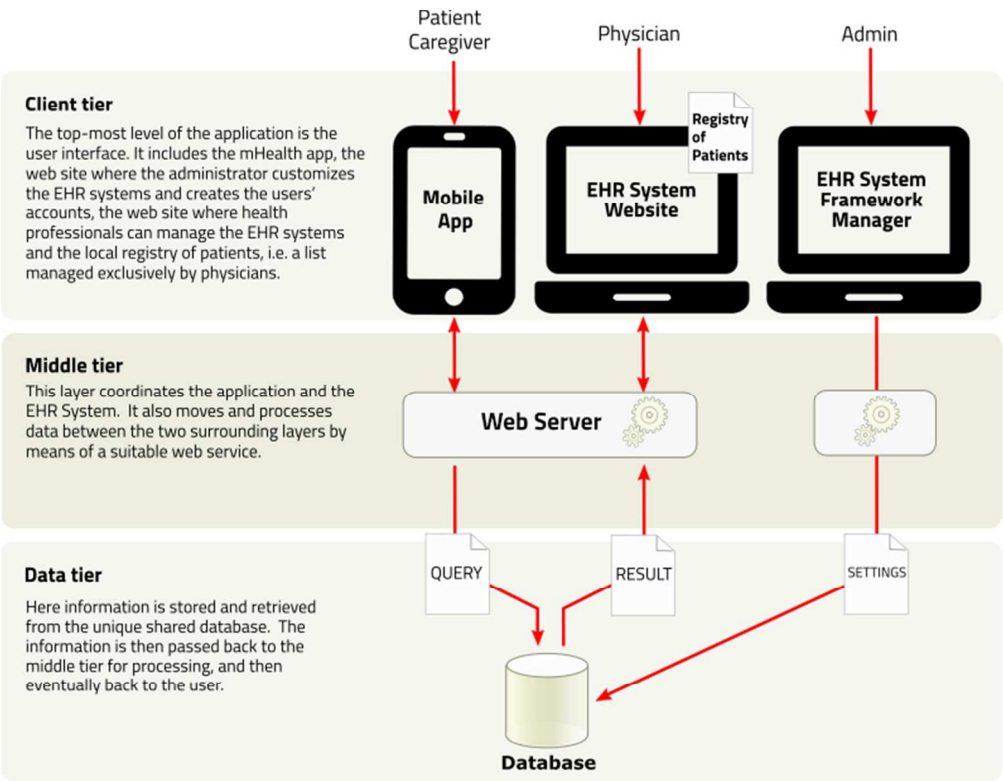 Patient
Caregiver
Physician
Admin
Client tier
The top-most level of the application is the
user interface. It includes the mHealth app, the
web site where the administrator customizes
the EHR systems and creates the users'
accounts, the web site where health
professionals can manage the EHR systems
and the local registry of patients, i.e. a list
managed exclusively by physicians.
Mobile
App
EHR System
Website
Registry
of
Patients
EHR System
Framework
Manager
Middle tier
This layer coordinates the application and the
EHR System. It also moves and processes
data between the two surrounding layers by
means of a suitable web service.
Web Server
Data tier
Here information is stored and retrieved
from the unique shared database. The
information is then passed back to the
middle tier for processing, and then
eventually back to the user.
QUERY
RESULT
SETTINGS
Database